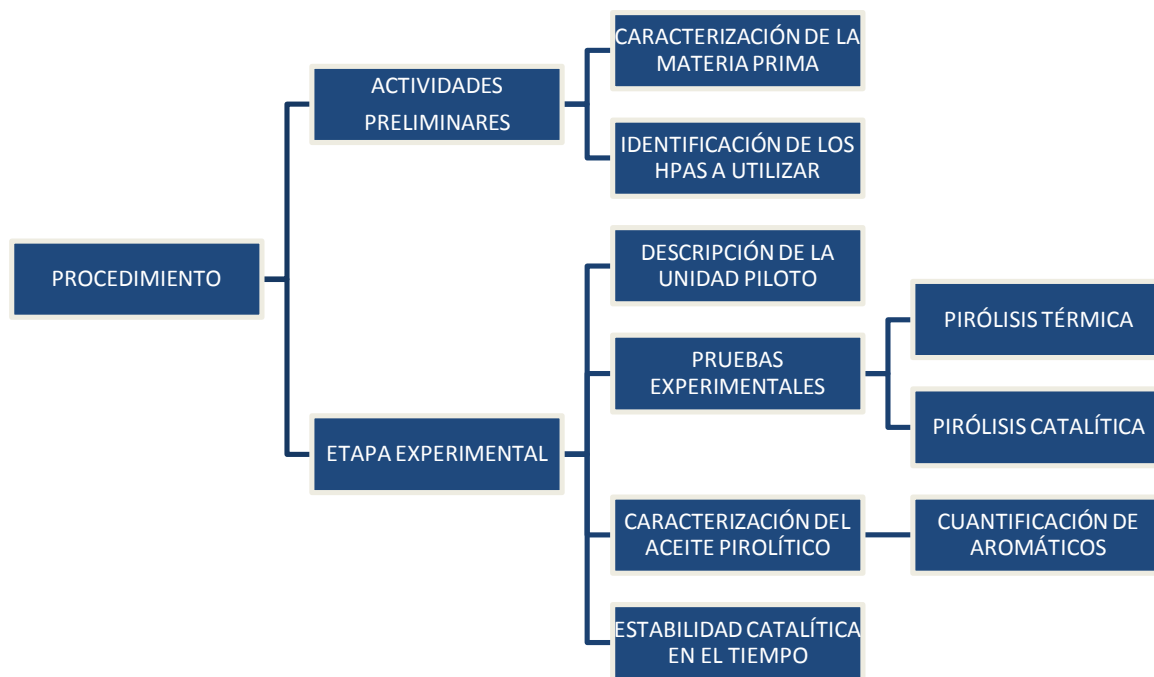 PROCEDIMIENTO
ACTIVIDADES
PRELIMINARES
CARACTERIZACIÓN DE LA
MATERIA PRIMA
IDENTIFICACIÓN DE LOS
HPAS A UTILIZAR
ETAPA EXPERIMENTAL
DESCRIPCIÓN DE LA
UNIDAD PILOTO
PRUEBAS
EXPERIMENTALES
PIRÓLISIS TÉRMICA
PIRÓLISIS CATALÍTICA
CARACTERIZACIÓN DEL
ACEITE PIROLÍTICO
CUANTIFICACIÓN DE
AROMÁTICOS
ESTABILIDAD CATALÍTICA
EN EL TIEMPO